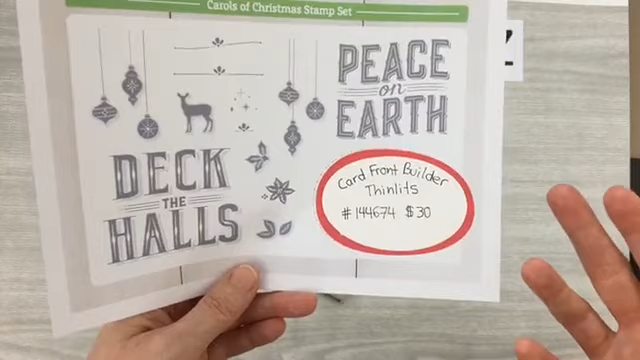 Carols of Christmas Stamp Set
PEACE
on
EARTH
DECK
THE
HALLS
Card Front Builder
Thinlits
#144674 $30